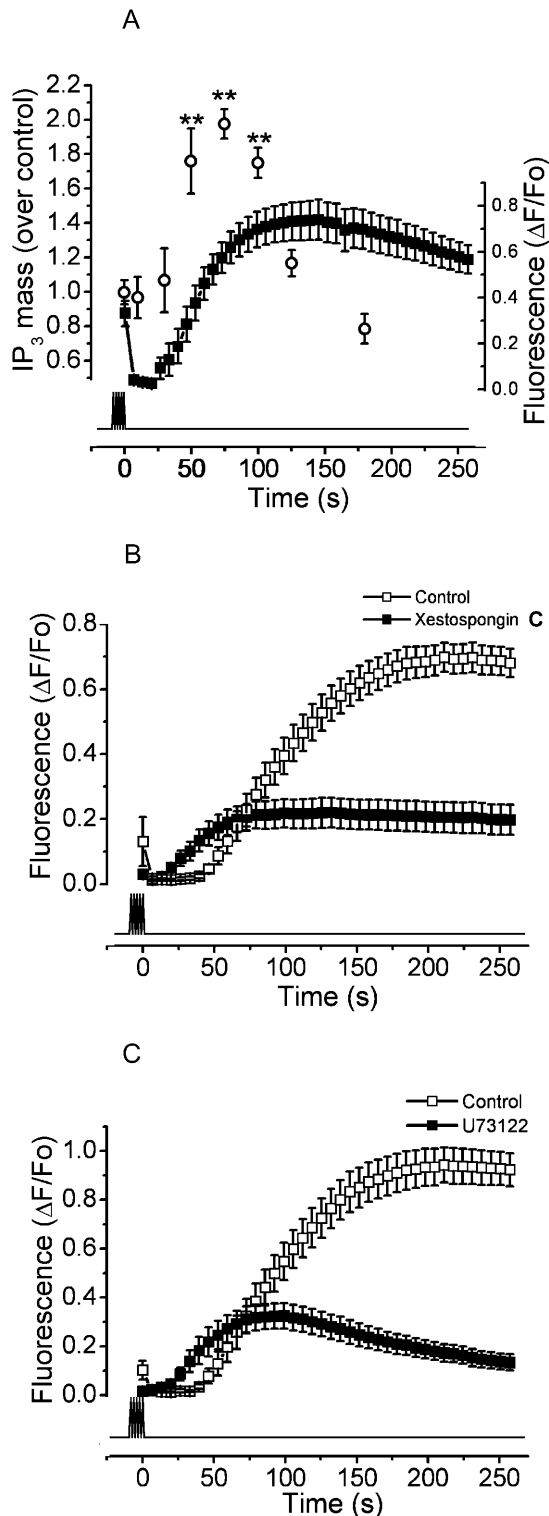 A
IP3 mass (over control)
2.2
2.0
1.8
1.6
1.4
1.2
1.0
0.8
0.6
** ** **
0.8
0.6
0.4
0.2
0.0
Fluorescence (ΔF/Fo)
0 50 100 150 200 250
Time (s)
B
Control
Xestospongin C
Fluorescence (ΔF/Fo)
0.8
0.6
0.4
0.2
0.0
0 50 100 150 200 250
Time (s)
C
Control
U73122
Fluorescence (ΔF/Fo)
1.0
0.8
0.6
0.4
0.2
0.0
0 50 100 150 200 250
Time (s)